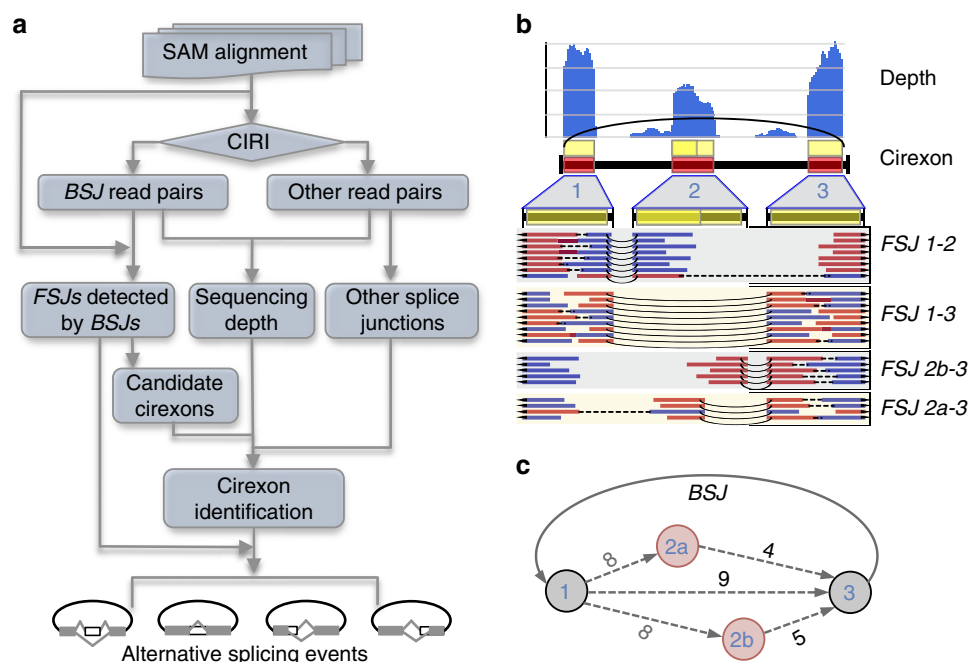 a
SAM alignment
CIRI
BSJ read pairs
Other read pairs
FSJs detected
by BSJs
Sequencing
depth
Other splice
junctions
Candidate
cirexons
Cirexon
identification
Alternative splicing events
b
Depth
Cirexon
1
2
3
FSJ 1-2
FSJ 1-3
FSJ 2b-3
FSJ 2a-3
c
BSJ
2a
8
4
1
9
3
8
5
2b